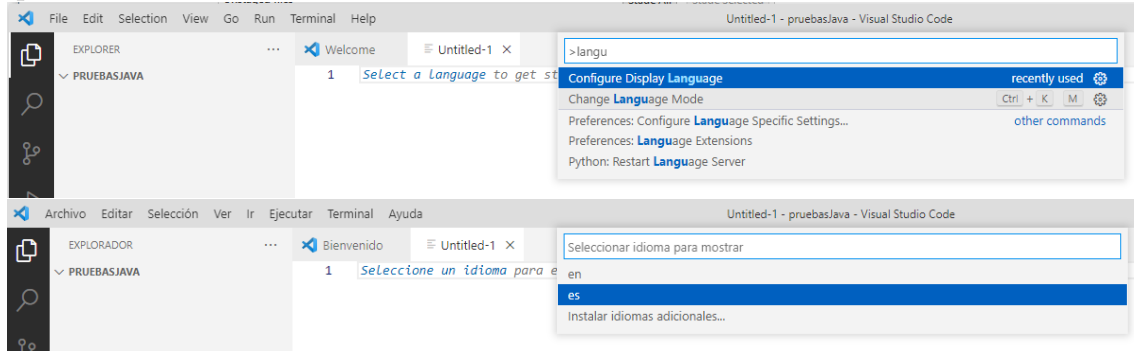 File Edit Selection View Go Run Terminal Help Untitled-1 - pruebasJava - Visual Studio Code
EXPLORER ... Welcome Untitled-1 × >langu
PRUEBASJAVA 1 Select a language to get st Configure Display Language recently used
Change Language Mode Ctrl + K M
Preferences: Configure Language Specific Settings... other commands
Preferences: Language Extensions
Python: Restart Language Server
Archivo Editar Selección Ver Ir Ejecutar Terminal Ayuda Untitled-1 - pruebasJava - Visual Studio Code
EXPLORADOR ... Bienvenido Untitled-1 × Seleccionar idioma para mostrar
PRUEBASJAVA 1 Seleccione un idioma para e en
es
Instalar idiomas adicionales...